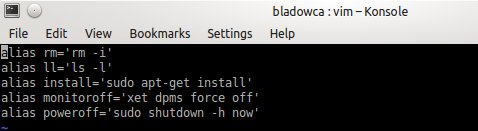 bladowca : vim – Konsole
File Edit View Bookmarks Settings Help
alias rm='rm -i'
alias ll='ls -l'
alias install='sudo apt-get install'
alias monitoroff='xet dpms force off'
alias poweroff='sudo shutdown -h now'
~